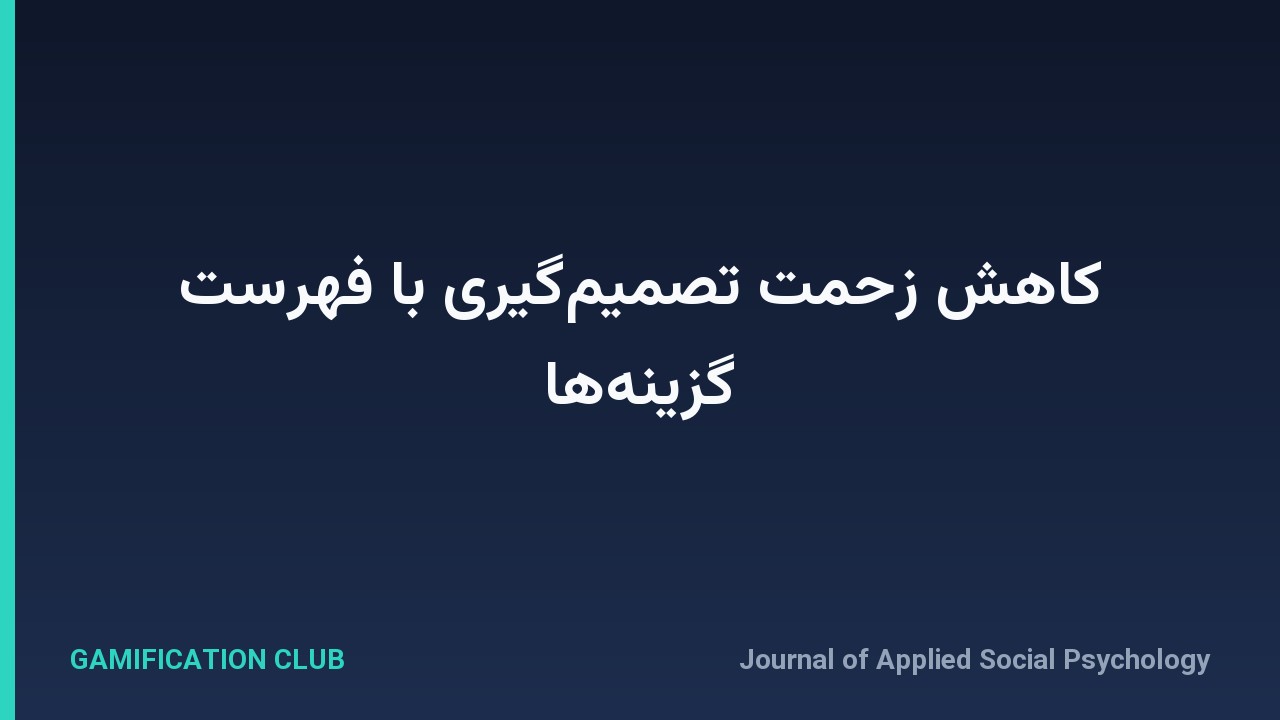 کاهش زحمت تصمیم‌گیری با فهرست
گزینه‌ها
GAMIFICATION CLUB
Journal of Applied Social Psychology